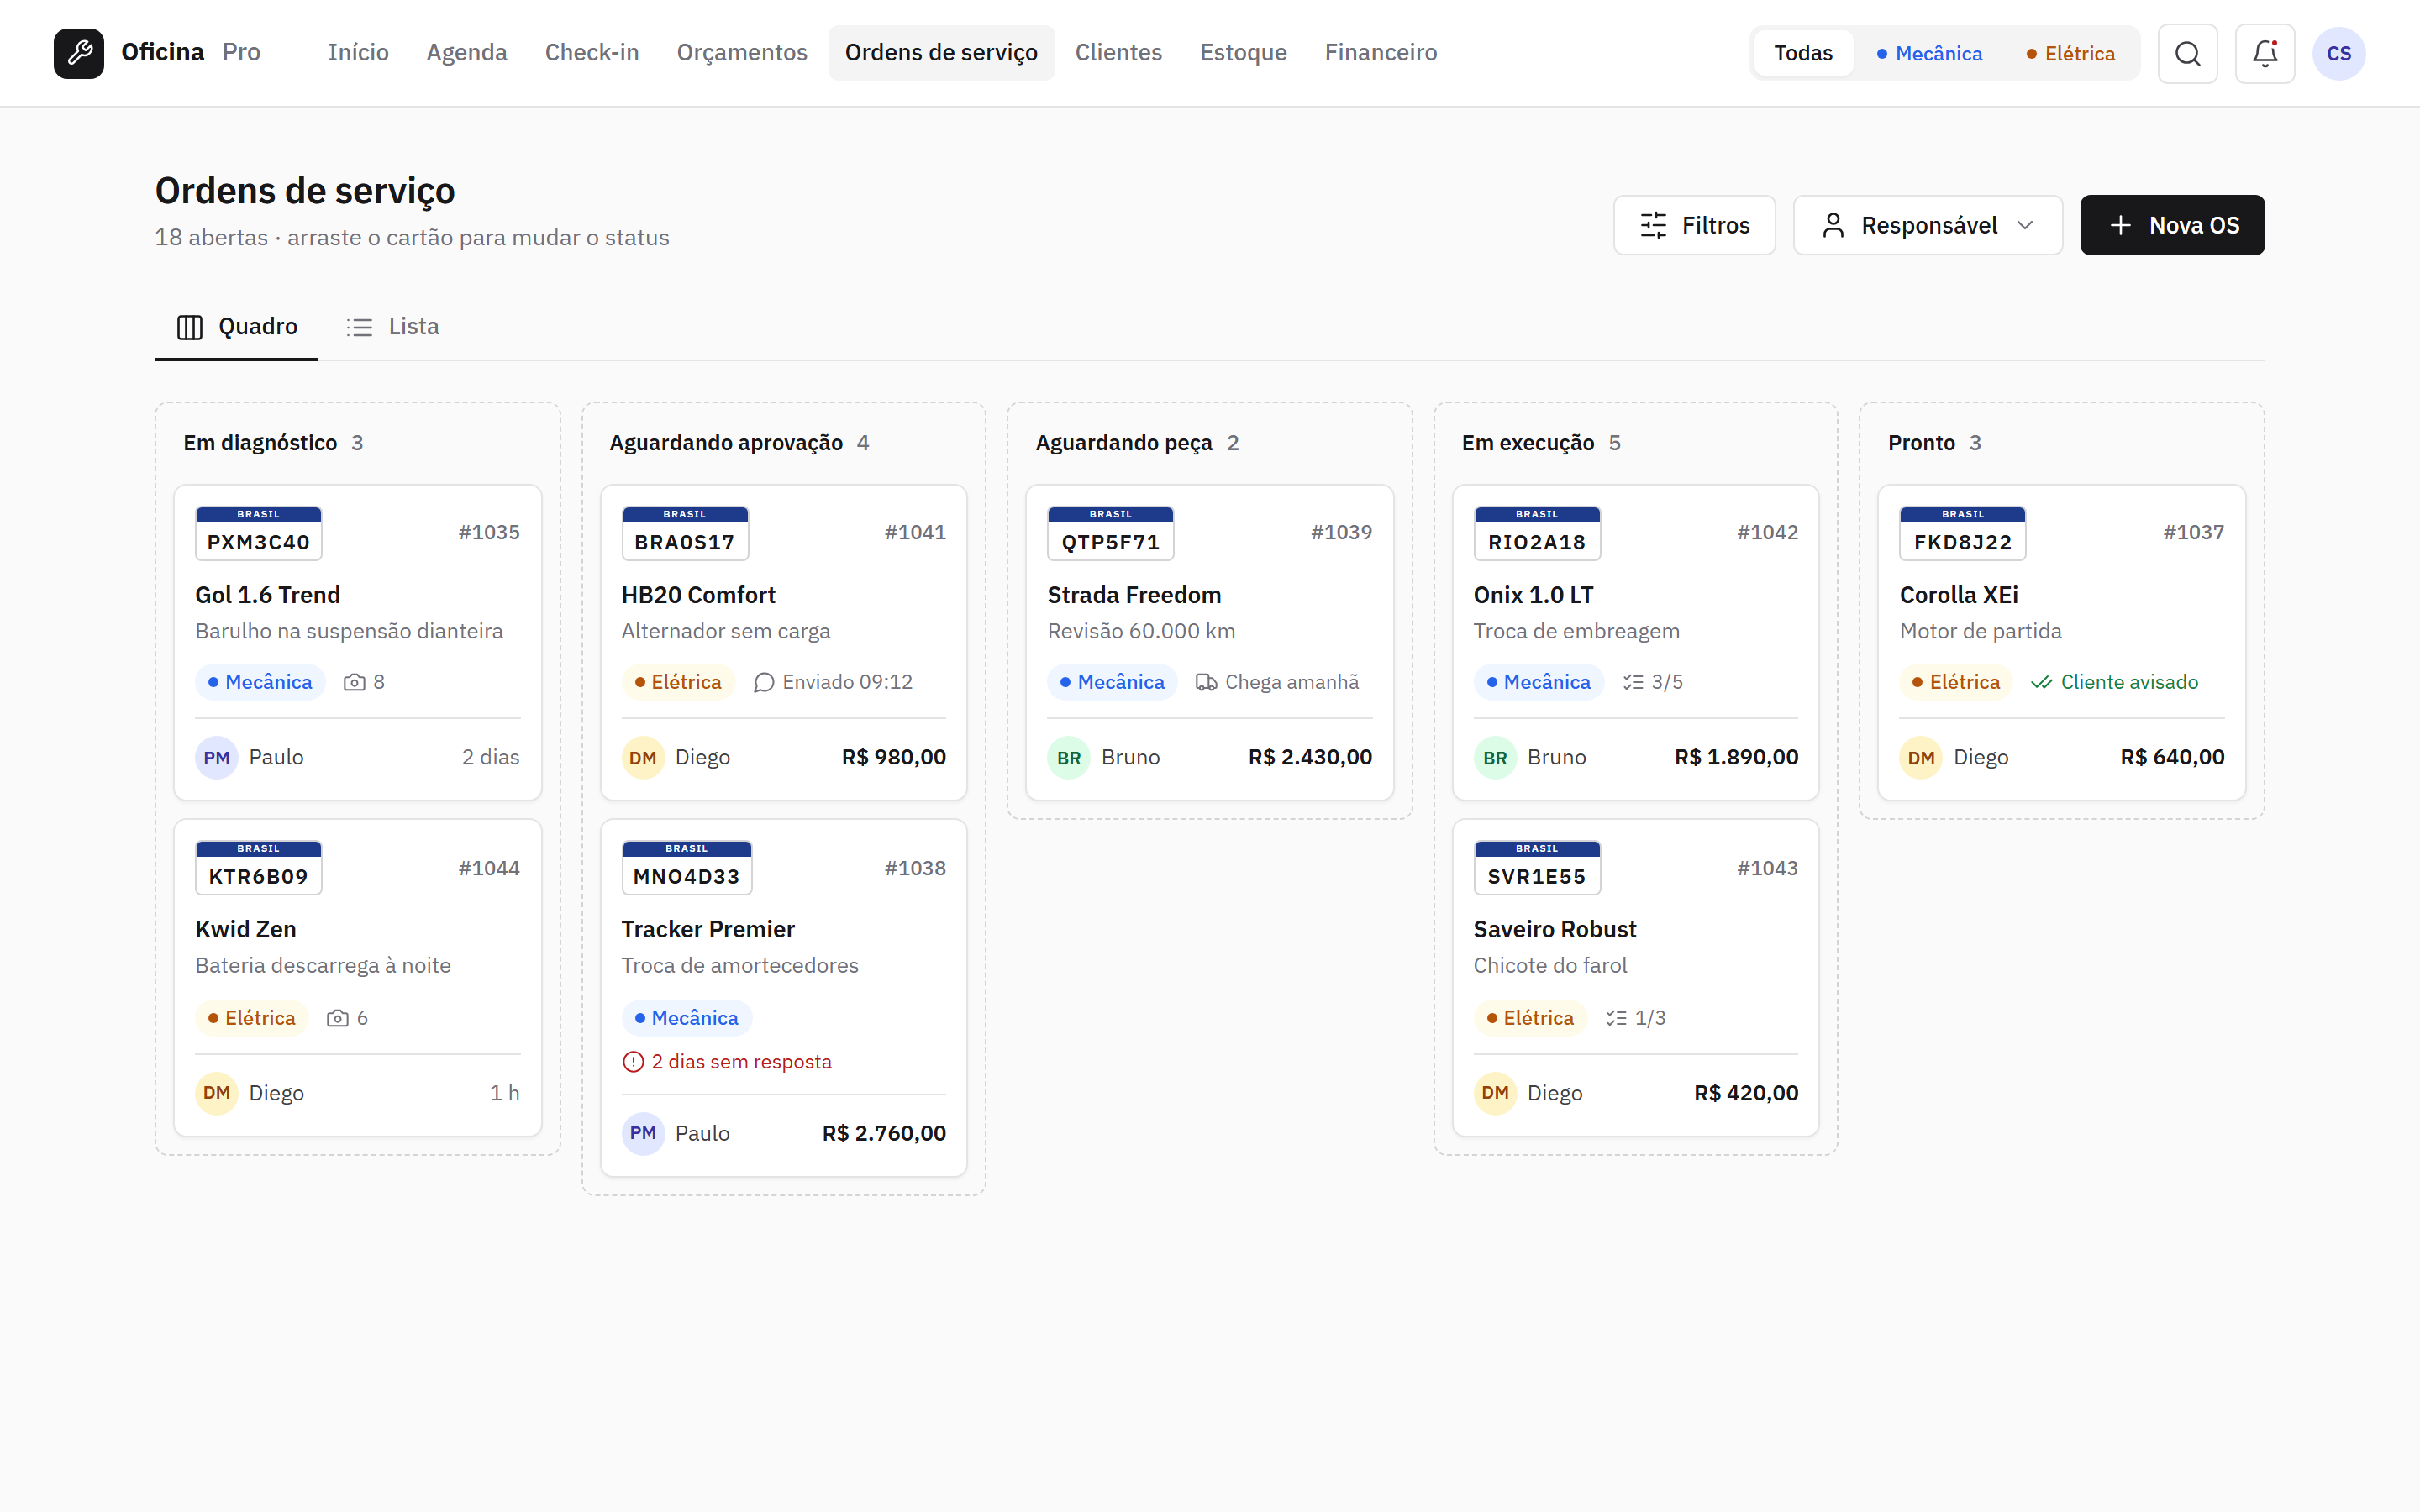 Oficina Pro
Início
Agenda
Check-in
Orçamentos
Ordens de serviço
Clientes
Estoque
Financeiro
Todas
Mecânica
Elétrica
CS
Ordens de serviço
18 abertas · arraste o cartão para mudar o status
Filtros
Responsável
Nova OS
Quadro
Lista
Em diagnóstico 3
BRASIL
PXM3C40
#1035
Gol 1.6 Trend
Barulho na suspensão dianteira
Mecânica
8
PM Paulo
2 dias
BRASIL
KTR6B09
#1044
Kwid Zen
Bateria descarrega à noite
Elétrica
6
DM Diego
1 h
Aguardando aprovação 4
BRASIL
BRA0S17
#1041
HB20 Comfort
Alternador sem carga
Elétrica
Enviado 09:12
DM Diego
R$ 980,00
BRASIL
MNO4D33
#1038
Tracker Premier
Troca de amortecedores
Mecânica
2 dias sem resposta
PM Paulo
R$ 2.760,00
Aguardando peça 2
BRASIL
QTP5F71
#1039
Strada Freedom
Revisão 60.000 km
Mecânica
Chega amanhã
BR Bruno
R$ 2.430,00
Em execução 5
BRASIL
RIO2A18
#1042
Onix 1.0 LT
Troca de embreagem
Mecânica
3/5
BR Bruno
R$ 1.890,00
BRASIL
SVR1E55
#1043
Saveiro Robust
Chicote do farol
Elétrica
1/3
DM Diego
R$ 420,00
Pronto 3
BRASIL
FKD8J22
#1037
Corolla XEi
Motor de partida
Elétrica
Cliente avisado
DM Diego
R$ 640,00